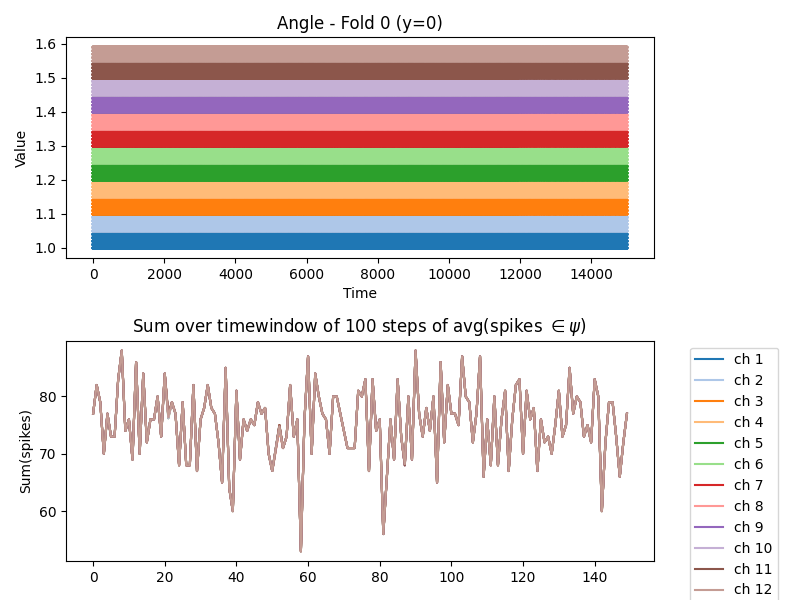 Angle - Fold 0 (y=0)
Value
1.6
1.5
1.4
1.3
1.2
1.1
1.0
0 2000 4000 6000 8000 10000 12000 14000
Time
Sum over timewindow of 100 steps of avg(spikes ∈ψ)
Sum(spikes)
80
70
60
0 20 40 60 80 100 120 140
ch 1
ch 2
ch 3
ch 4
ch 5
ch 6
ch 7
ch 8
ch 9
ch 10
ch 11
ch 12